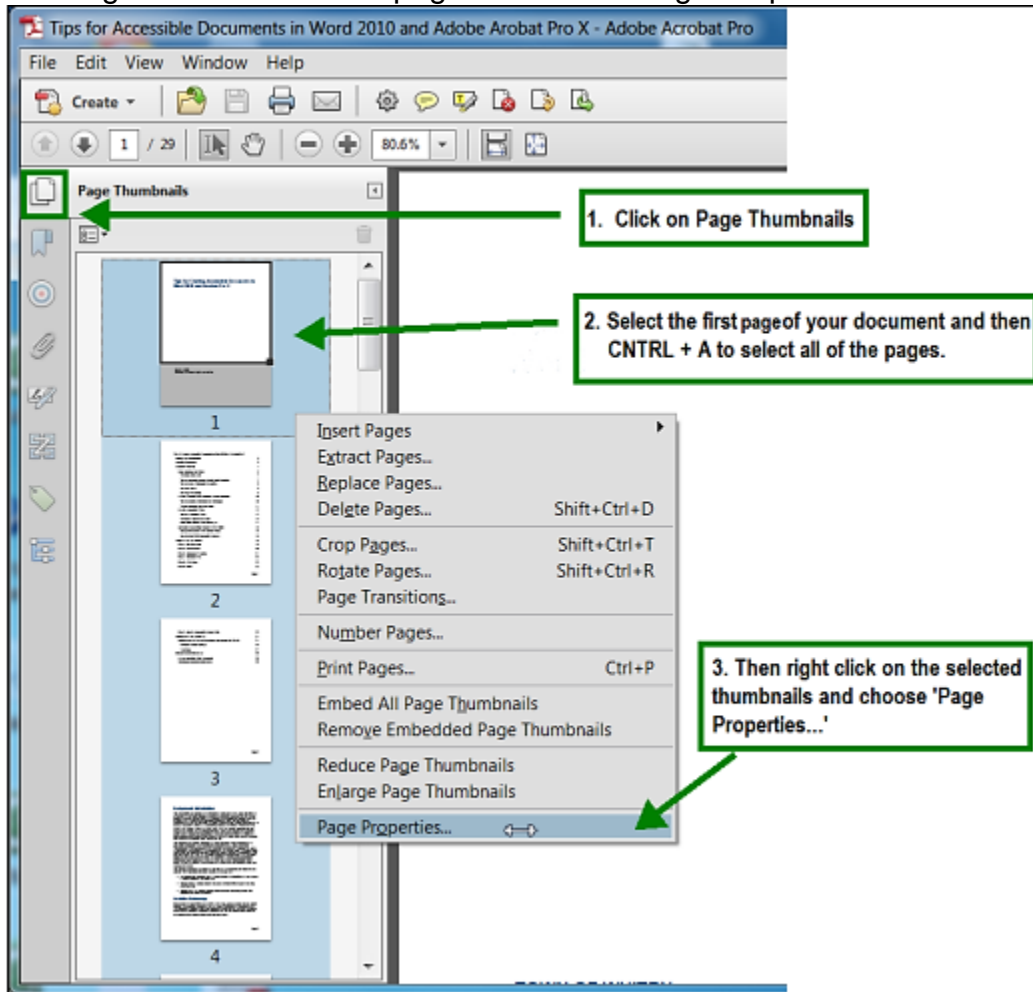 Tips for Accessible Documents in Word 2010 and Adobe Arobat Pro X - Adobe Acrobat Pro
File Edit View Window Help
Create
1 / 29 80.6%
Page Thumbnails
1. Click on Page Thumbnails
2. Select the first page of your document and then
CNTRL + A to select all of the pages.
1
Insert Pages
Extract Pages...
Replace Pages...
Delete Pages... Shift+Ctrl+D
Crop Pages... Shift+Ctrl+T
Rotate Pages... Shift+Ctrl+R
Page Transitions...
Number Pages...
Print Pages... Ctrl+P
Embed All Page Thumbnails
Remove Embedded Page Thumbnails
Reduce Page Thumbnails
Enlarge Page Thumbnails
Page Properties...
2
3
4
3. Then right click on the selected
thumbnails and choose 'Page
Properties...'